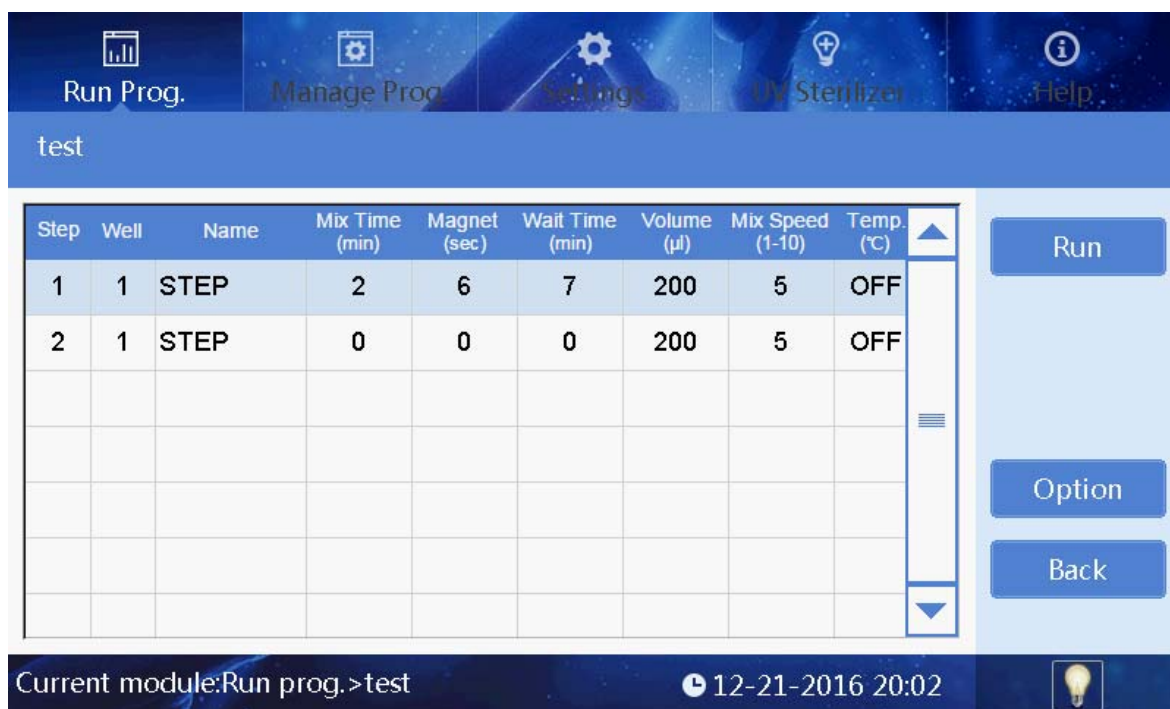 Run Prog. Manage Prog. Settings UV Sterilizer Help
test
Step Well Name Mix Time (min) Magnet (sec) Wait Time (min) Volume (µl) Mix Speed (1-10) Temp. (℃)
1 1 STEP 2 6 7 200 5 OFF
2 1 STEP 0 0 0 200 5 OFF
Run
Option
Back
Current module:Run prog.>test 12-21-2016 20:02